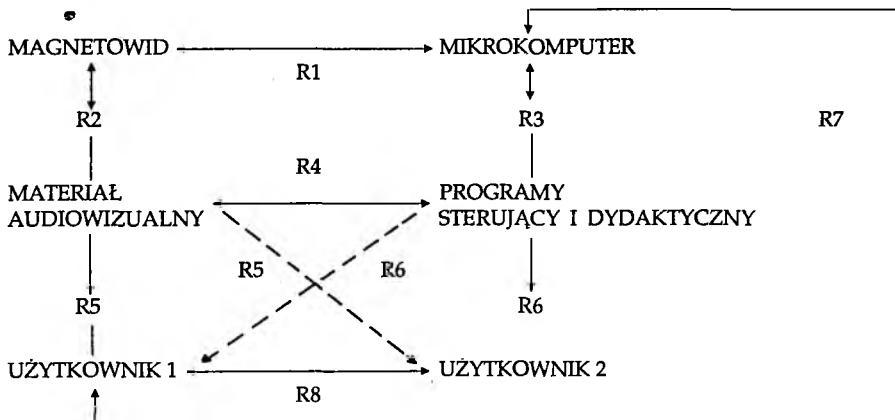 MAGNETOWID MIKROKOMPUTER
R1
R2 R3 R7
R4
MATERIAŁ PROGRAMY
AUDIOWIZUALNY STERUJĄCY I DYDAKTYCZNY
R5 R6
R5 R6
UŻYTKOWNIK 1 UŻYTKOWNIK 2
R8